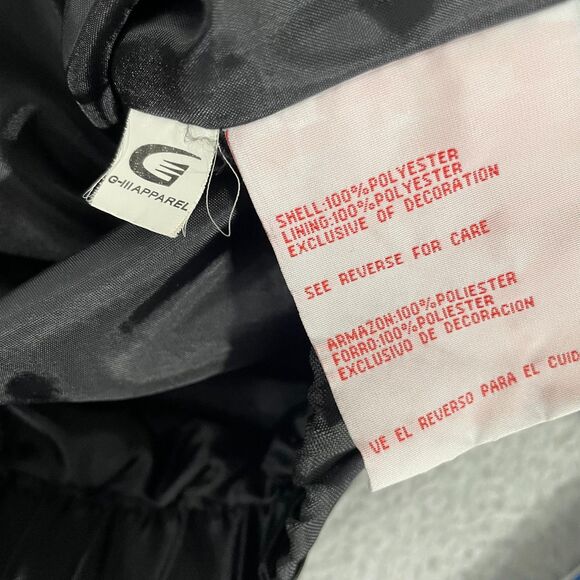 G-III APPAREL
SHELL:100%POLYESTER
LINING:100%POLYESTER
EXCLUSIVE OF DECORATION
SEE REVERSE FOR CARE
ARMAZON:100%POLIESTER
FORRO:100%POLIESTER
EXCLUSIVO DE DECORACION
VE EL REVERSO PARA EL CUID